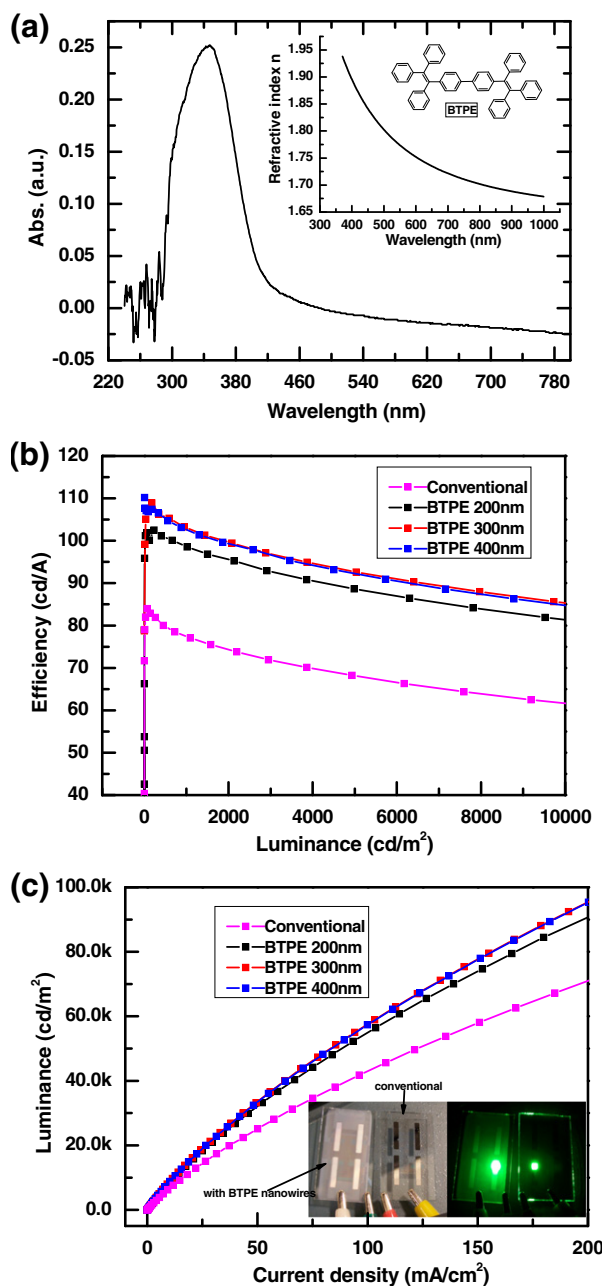 (a)
0.25
0.20
0.15
0.10
0.05
0.00
-0.05
Abs. (a.u.)
220 300 380 460 540 620 700 780
Wavelength (nm)
1.95
1.90
1.85
1.80
1.75
1.70
1.65
Refractive index n
BTPE
300 400 500 600 700 800 900 1000
Wavelength (nm)
(b)
120
110
100
90
80
70
60
50
40
Efficiency (cd/A)
Conventional
BTPE 200nm
BTPE 300nm
BTPE 400nm
0 2000 4000 6000 8000 10000
Luminance (cd/m²)
(c)
100.0k
80.0k
60.0k
40.0k
20.0k
0.0
Luminance (cd/m²)
Conventional
BTPE 200nm
BTPE 300nm
BTPE 400nm
conventional
with BTPE nanowires
0 50 100 150 200
Current density (mA/cm²)